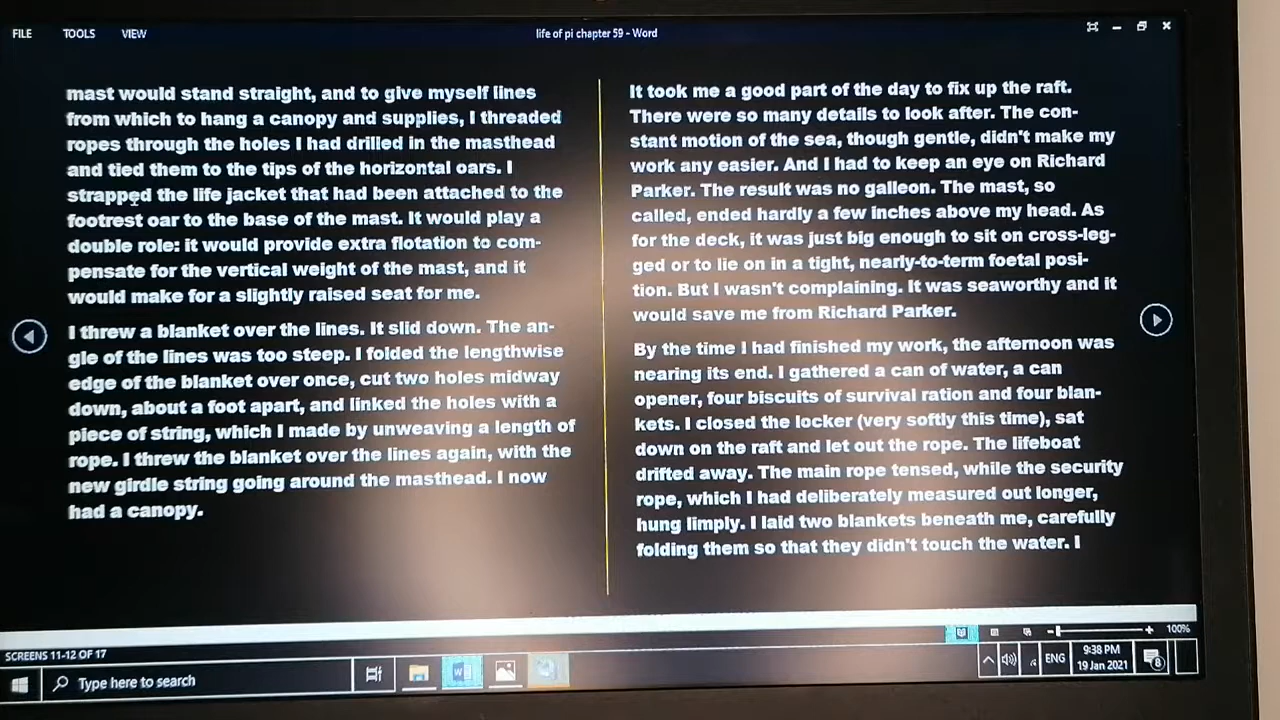 FILE TOOLS VIEW life of pi chapter 59 - Word
mast would stand straight, and to give myself lines
from which to hang a canopy and supplies, I threaded
ropes through the holes I had drilled in the masthead
and tied them to the tips of the horizontal oars. I
strapped the life jacket that had been attached to the
footrest oar to the base of the mast. It would play a
double role: it would provide extra flotation to com-
pensate for the vertical weight of the mast, and it
would make for a slightly raised seat for me.
I threw a blanket over the lines. It slid down. The an-
gle of the lines was too steep. I folded the lengthwise
edge of the blanket over once, cut two holes midway
down, about a foot apart, and linked the holes with a
piece of string, which I made by unweaving a length of
rope. I threw the blanket over the lines again, with the
new girdle string going around the masthead. I now
had a canopy.
It took me a good part of the day to fix up the raft.
There were so many details to look after. The con-
stant motion of the sea, though gentle, didn't make my
work any easier. And I had to keep an eye on Richard
Parker. The result was no galleon. The mast, so
called, ended hardly a few inches above my head. As
for the deck, it was just big enough to sit on cross-leg-
ged or to lie on in a tight, nearly-to-term foetal posi-
tion. But I wasn't complaining. It was seaworthy and it
would save me from Richard Parker.
By the time I had finished my work, the afternoon was
nearing its end. I gathered a can of water, a can
opener, four biscuits of survival ration and four blan-
kets. I closed the locker (very softly this time), sat
down on the raft and let out the rope. The lifeboat
drifted away. The main rope tensed, while the security
rope, which I had deliberately measured out longer,
hung limply. I laid two blankets beneath me, carefully
folding them so that they didn't touch the water. I
100%
SCREENS 11-12 OF 17
Type here to search
ENG
9:38 PM
19 Jan 2021
8